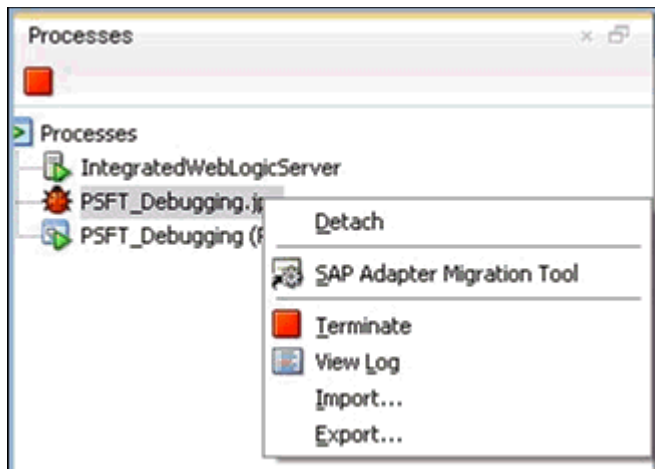 Processes
Processes
IntegratedWebLogicServer
PSFT_Debugging.jp
PSFT_Debugging (F
Detach
SAP Adapter Migration Tool
Terminate
View Log
Import...
Export...